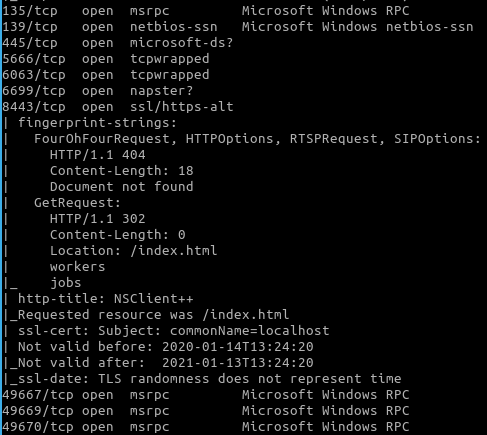 135/tcp   open  msrpc         Microsoft Windows RPC
139/tcp   open  netbios-ssn   Microsoft Windows netbios-ssn
445/tcp   open  microsoft-ds?
5666/tcp  open  tcpwrapped
6063/tcp  open  tcpwrapped
6699/tcp  open  napster?
8443/tcp  open  ssl/https-alt
| fingerprint-strings:
|   FourOhFourRequest, HTTPOptions, RTSPRequest, SIPOptions:
|     HTTP/1.1 404
|     Content-Length: 18
|     Document not found
|   GetRequest:
|     HTTP/1.1 302
|     Content-Length: 0
|     Location: /index.html
|     workers
|_    jobs
| http-title: NSClient++
|_Requested resource was /index.html
| ssl-cert: Subject: commonName=localhost
| Not valid before: 2020-01-14T13:24:20
|_Not valid after:  2021-01-13T13:24:20
|_ssl-date: TLS randomness does not represent time
49667/tcp open  msrpc         Microsoft Windows RPC
49669/tcp open  msrpc         Microsoft Windows RPC
49670/tcp open  msrpc         Microsoft Windows RPC